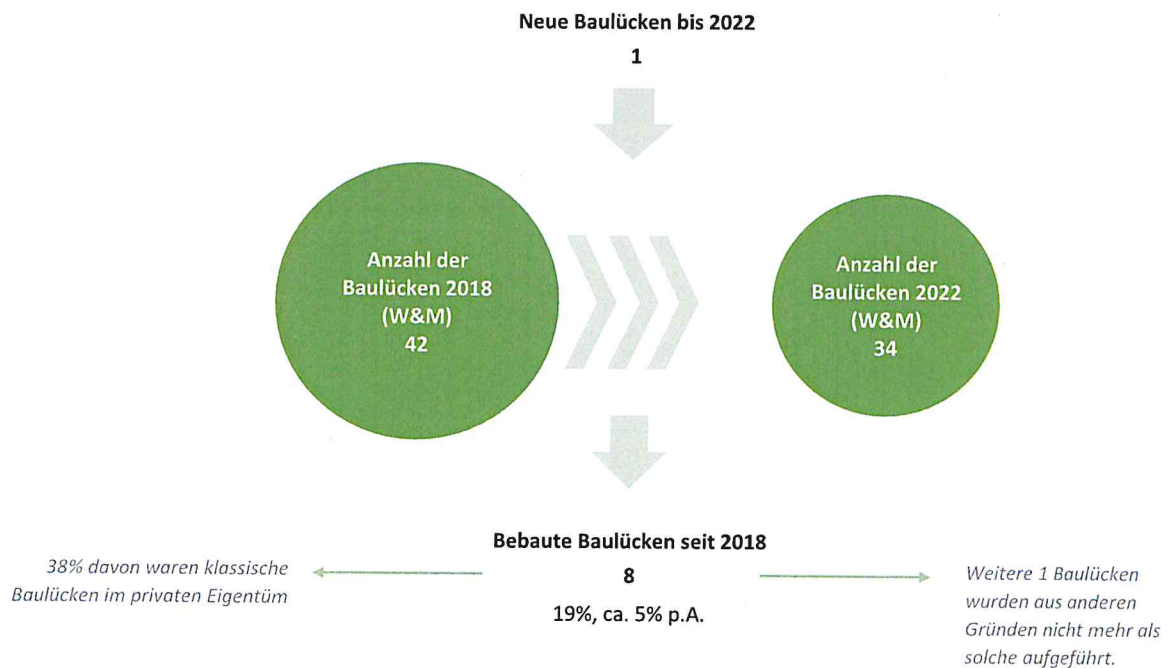 Neue Baulücken bis 2022
1
Anzahl der
Baulücken 2018
(W&M)
42
Anzahl der
Baulücken 2022
(W&M)
34
Bebaute Baulücken seit 2018
8
19%, ca. 5% p.A.
38% davon waren klassische
Baulücken im privaten Eigentüm
Weitere 1 Baulücken
wurden aus anderen
Gründen nicht mehr als
solche aufgeführt.